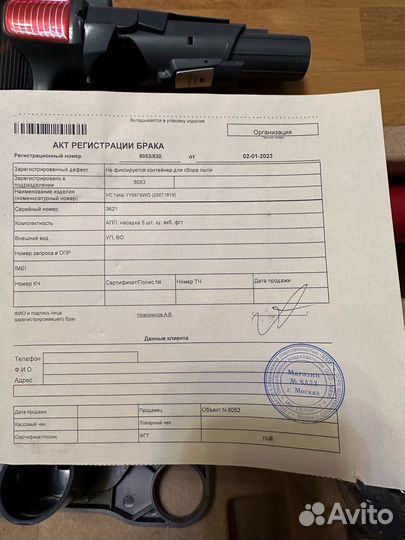 Вкладывается в упаковку изделия
Организация
АКТ РЕГИСТРАЦИИ БРАКА
Регистрационный номер 8053/830 от 02-01-2023
Зарегистрированный дефект Не фиксируется контейнер для сбора пыли
Зарегистрировано в подразделении 8053
Наименование изделия (номенклатурный номер) VC Tefal TY9879WO (20071819)
Серийный номер 3621
Комплектность АПП, насадка 5 шт, зу, акб, фгт
Внешний вид УП, ВО
Номер запроса в ОПР
IMEI
Номер КЧ Сертификат/Полис № Номер ТЧ Дата продажи
ФИО и подпись лица зарегистрировавшего брак Новожилов А.В.
Данные клиента
Телефон
Ф.И.О.
Адрес
Магазин
№ S053
г. Москва
Дата продажи Продавец Объект N 8053
Кассовый чек Товарный чек
Сертификат/полис ФГТ
Avito